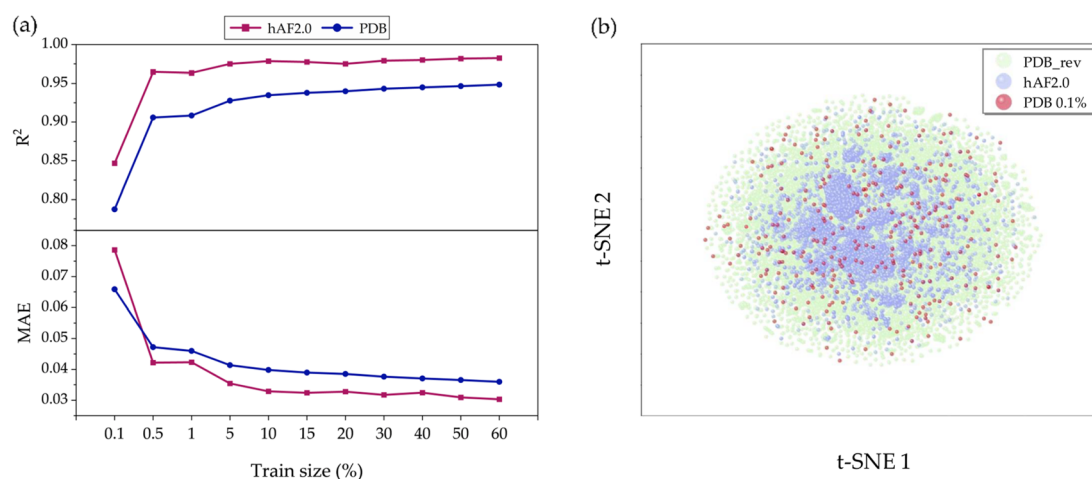 (a)
hAF2.0 PDB
1.00
0.95
0.90
0.85
0.80
R²
0.08
0.07
0.06
0.05
0.04
0.03
MAE
0.1 0.5 1 5 10 15 20 30 40 50 60
Train size (%)
(b)
PDB_rev
hAF2.0
PDB 0.1%
t-SNE 2
t-SNE 1